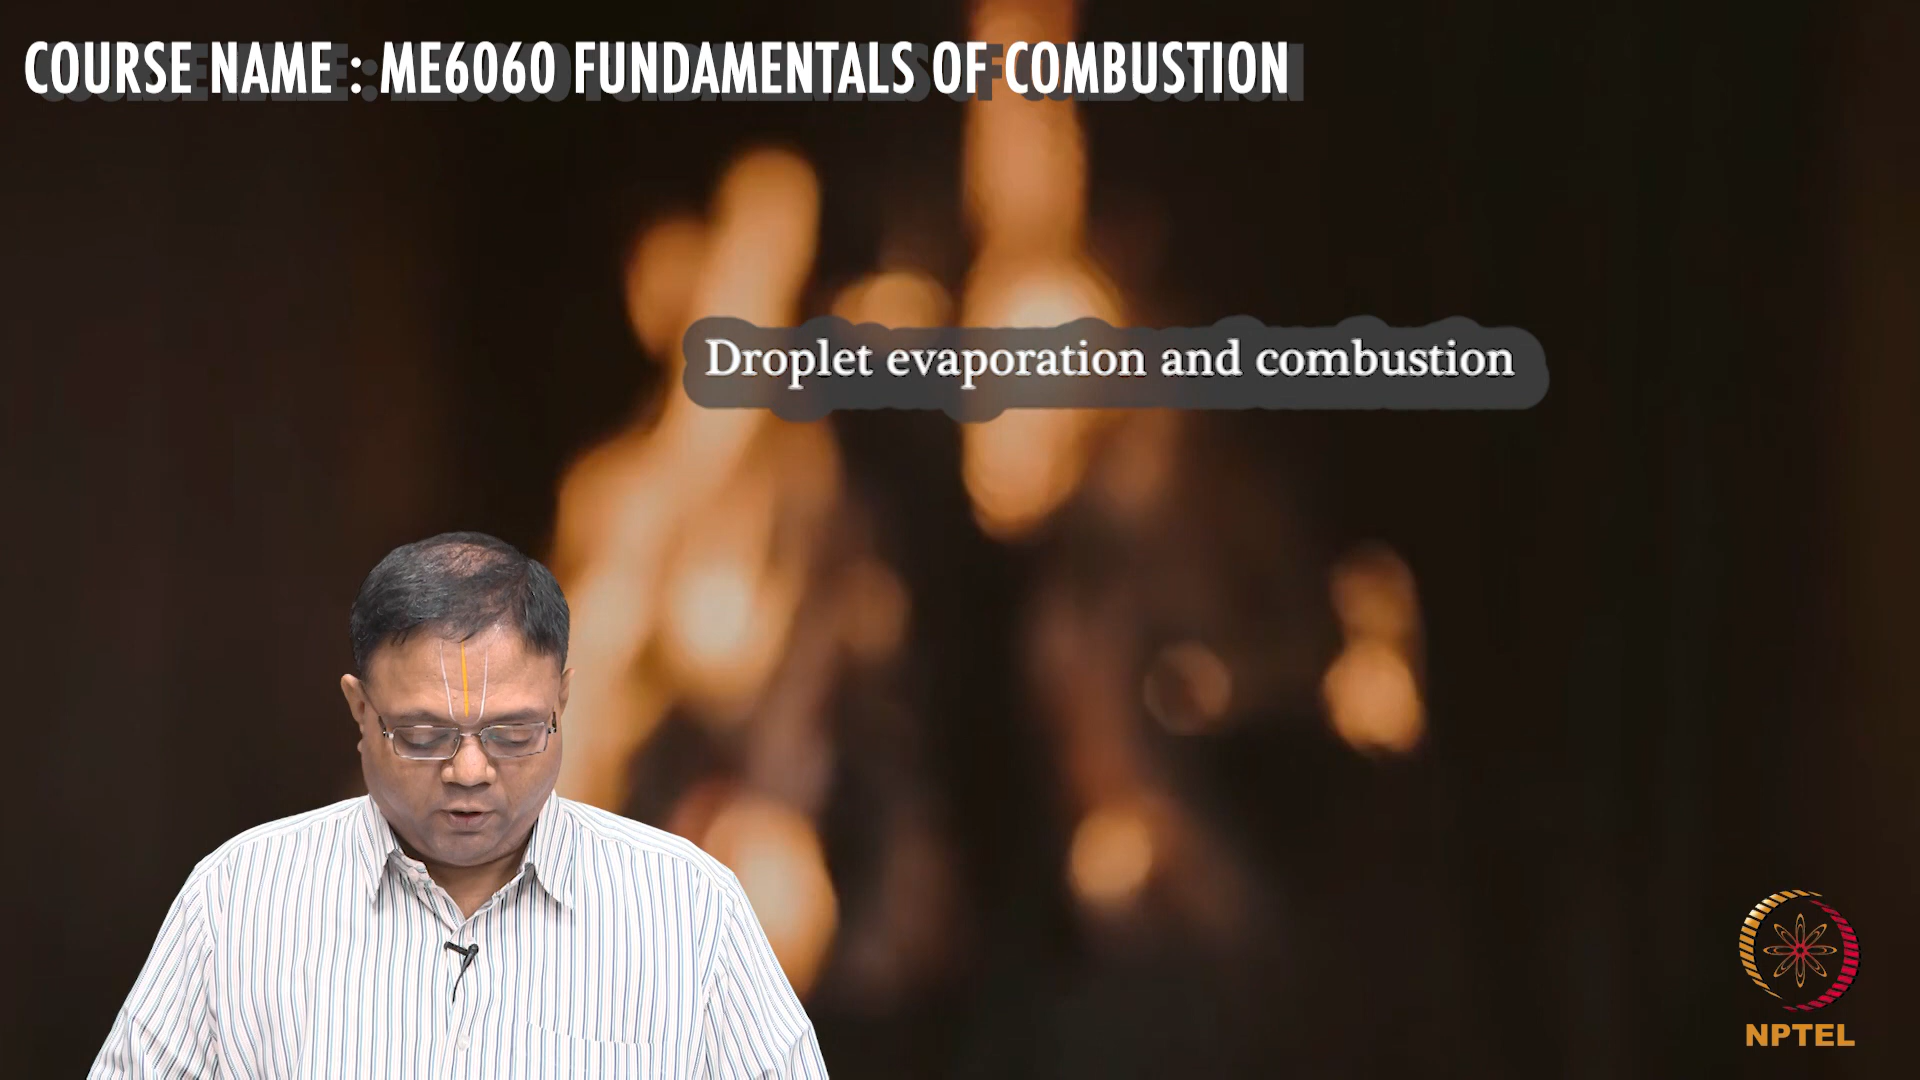 COURSE NAME : ME6060 FUNDAMENTALS OF COMBUSTION
Droplet evaporation and combustion
NPTEL